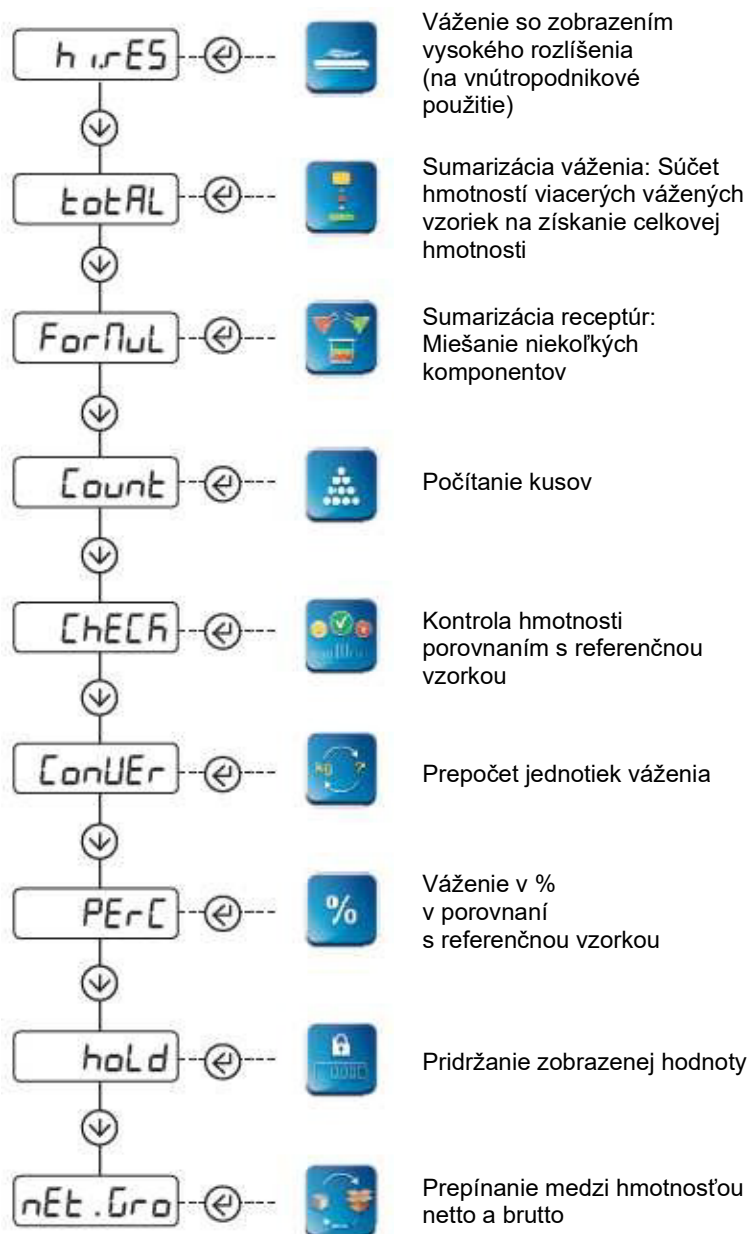 h i.rES
Váženie so zobrazením
vysokého rozlíšenia
(na vnútropodnikové
použitie)
totAL
Sumarizácia váženia: Súčet
hmotností viacerých vážených
vzoriek na získanie celkovej
hmotnosti
ForMuL
Sumarizácia receptúr:
Miešanie niekoľkých
komponentov
Count
Počítanie kusov
ChECk
Kontrola hmotnosti
porovnaním s referenčnou
vzorkou
ConVEr
kg ?
Prepočet jednotiek váženia
PErC
%
Váženie v %
v porovnaní
s referenčnou vzorkou
hoLd
Pridržanie zobrazenej hodnoty
nEt.Gro
Prepínanie medzi hmotnosťou
netto a brutto